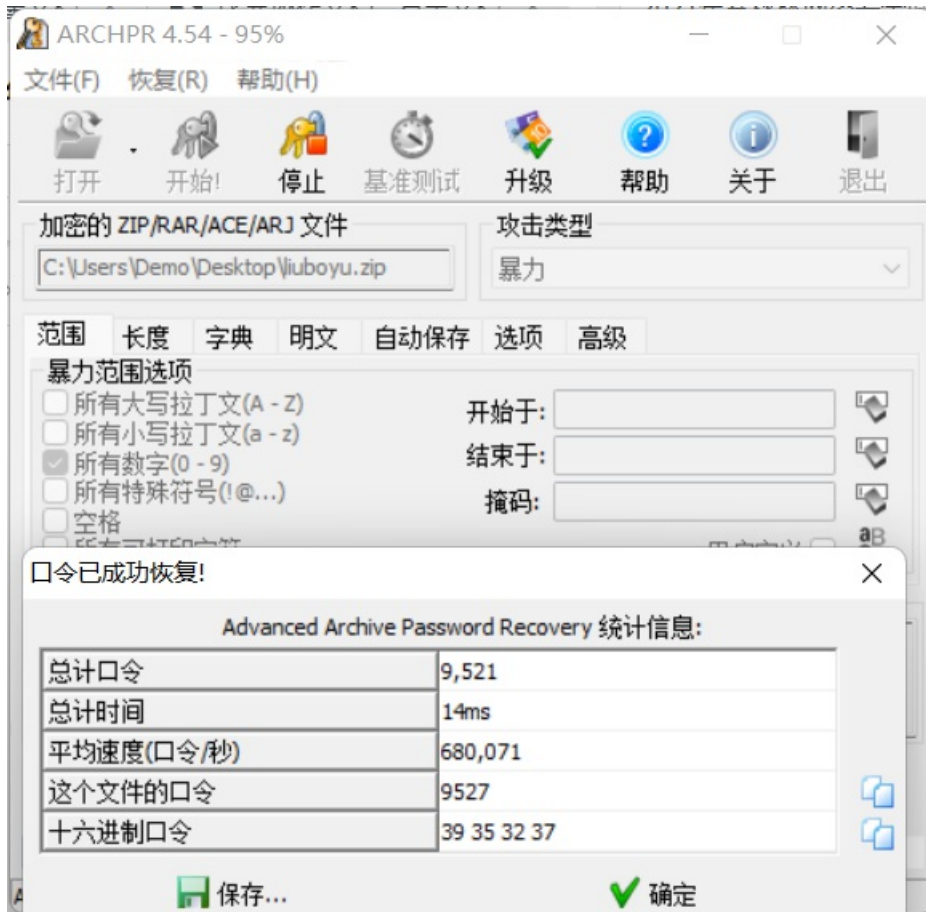 ARCHPR 4.54 - 95%
文件(F) 恢复(R) 帮助(H)
打开 开始! 停止 基准测试 升级 帮助 关于 退出
加密的 ZIP/RAR/ACE/ARJ 文件 攻击类型
C:\Users\Demo\Desktop\liuboyu.zip 暴力
范围 长度 字典 明文 自动保存 选项 高级
暴力范围选项
所有大写拉丁文(A - Z) 开始于:
所有小写拉丁文(a - z)
所有数字(0 - 9) 结束于:
所有特殊符号(!@...) 掩码:
空格
口令已成功恢复!
Advanced Archive Password Recovery 统计信息:
总计口令 9,521
总计时间 14ms
平均速度(口令/秒) 680,071
这个文件的口令 9527
十六进制口令 39 35 32 37
保存... 确定